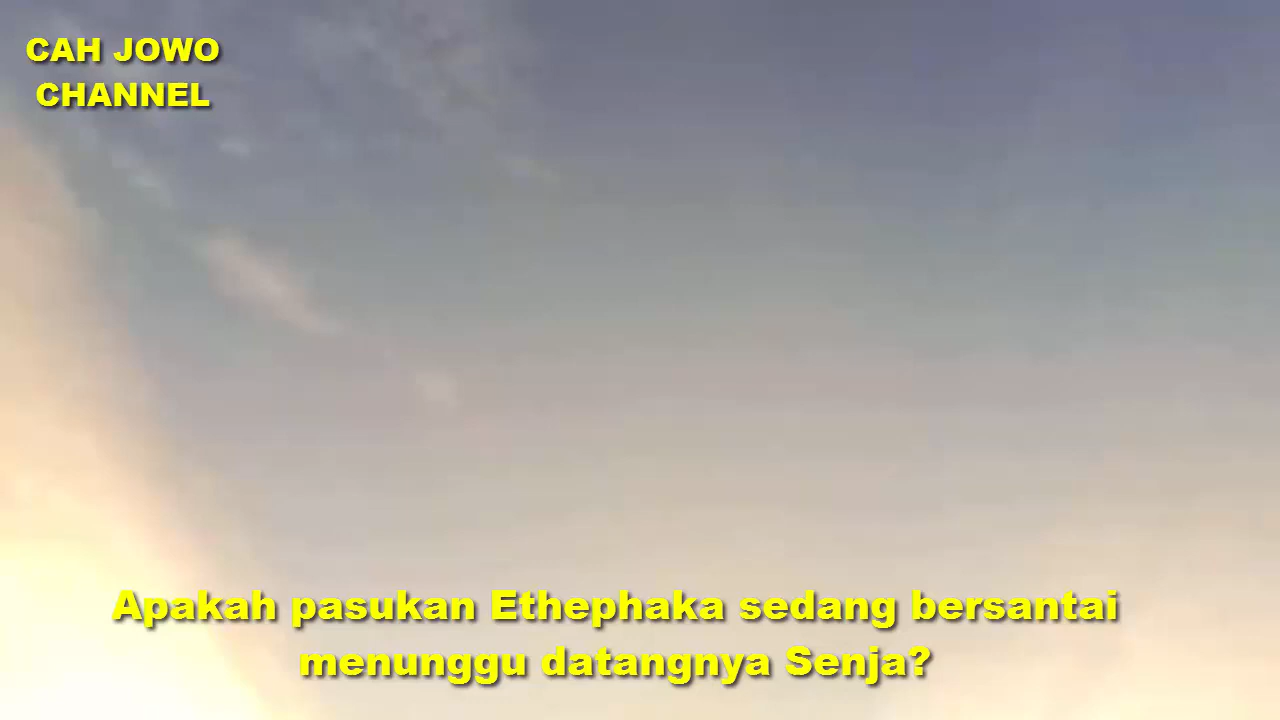 CAH JOWO
CHANNEL
Apakah pasukan Ethephaka sedang bersantai
menunggu datangnya Senja?